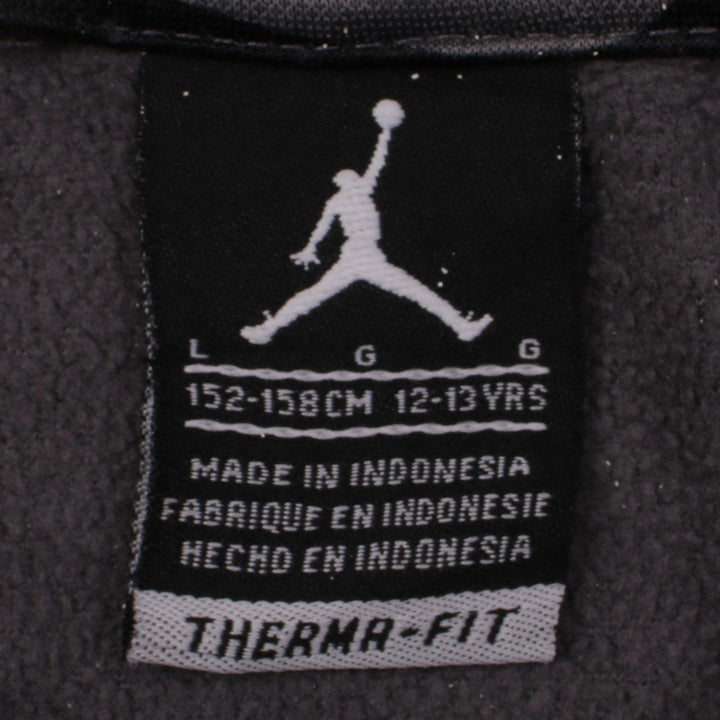 L G G
152-158CM 12-13YRS
MADE IN INDONESIA
FABRIQUE EN INDONESIE
HECHO EN INDONESIA
THERMA-FIT